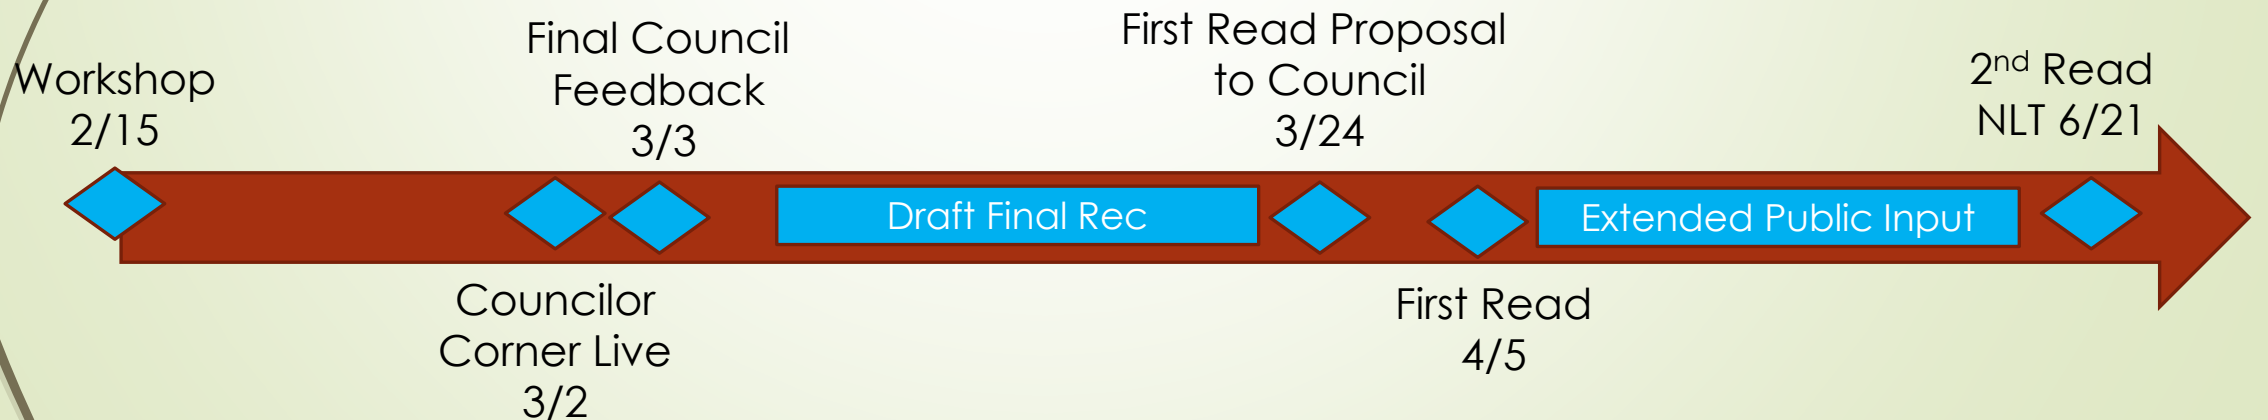 Workshop
2/15
Final Council
Feedback
3/3
First Read Proposal
to Council
3/24
2nd Read
NLT 6/21
Draft Final Rec
Extended Public Input
Councilor
Corner Live
3/2
First Read
4/5